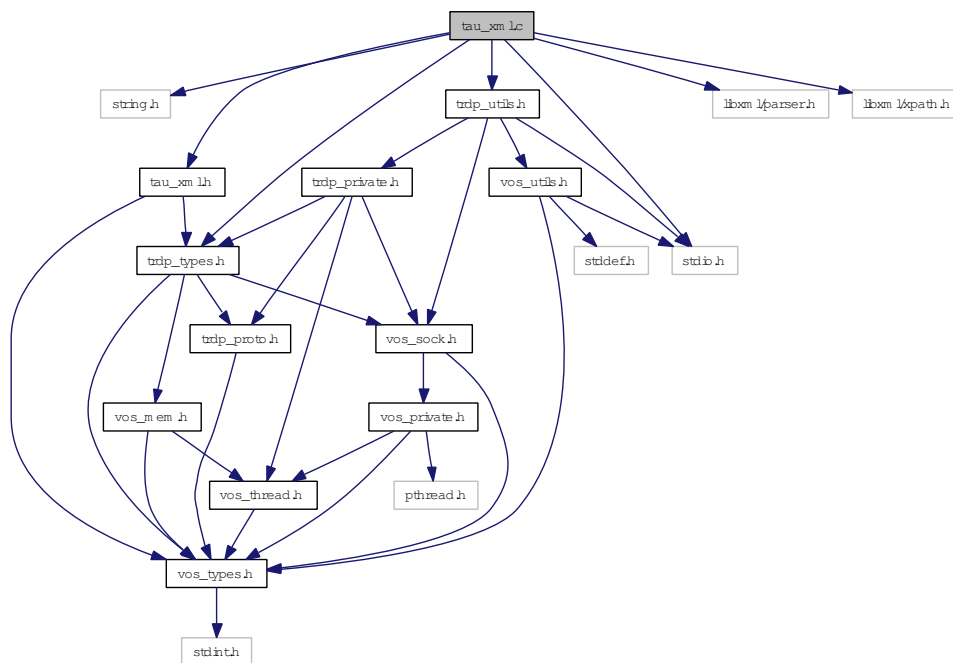 tau_xml.c
string.h
trdp_utils.h
libxml/parser.h
libxml/xpath.h
tau_xml.h
trdp_private.h
vos_utils.h
trdp_types.h
stddef.h
stdio.h
trdp_proto.h
vos_sock.h
vos_mem.h
vos_private.h
vos_thread.h
pthread.h
vos_types.h
stdint.h